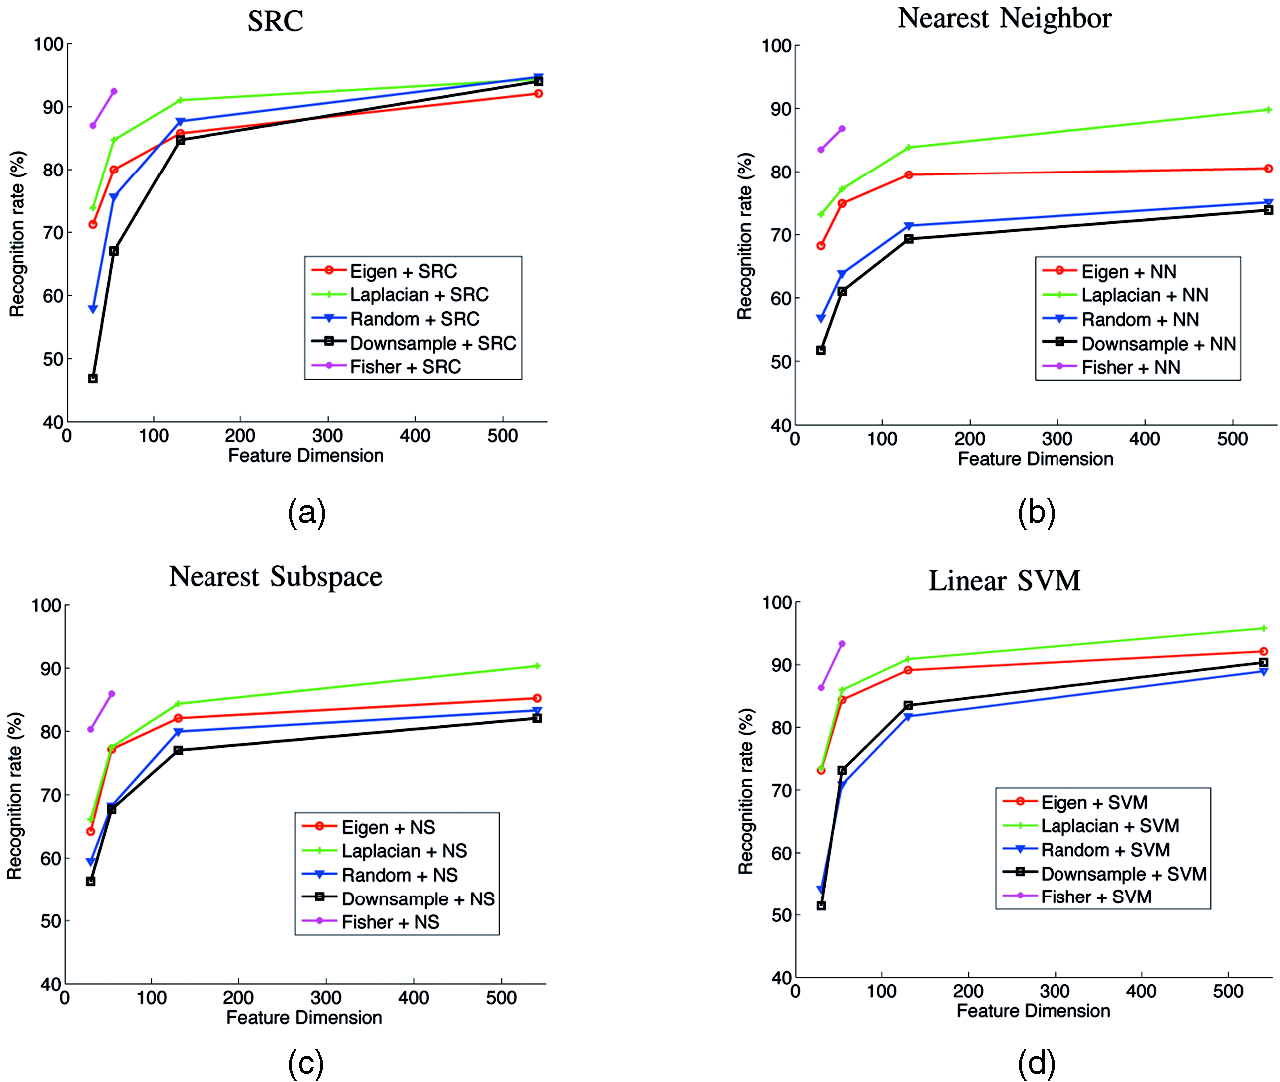 SRC
100
90
80
70
60
50
40
0 100 200 300 400 500
Recognition rate (%)
Feature Dimension
Eigen + SRC
Laplacian + SRC
Random + SRC
Downsample + SRC
Fisher + SRC
(a)
Nearest Neighbor
100
90
80
70
60
50
40
0 100 200 300 400 500
Recognition rate (%)
Feature Dimension
Eigen + NN
Laplacian + NN
Random + NN
Downsample + NN
Fisher + NN
(b)
Nearest Subspace
100
90
80
70
60
50
40
0 100 200 300 400 500
Recognition rate (%)
Feature Dimension
Eigen + NS
Laplacian + NS
Random + NS
Downsample + NS
Fisher + NS
(c)
Linear SVM
100
90
80
70
60
50
40
0 100 200 300 400 500
Recognition rate (%)
Feature Dimension
Eigen + SVM
Laplacian + SVM
Random + SVM
Downsample + SVM
Fisher + SVM
(d)